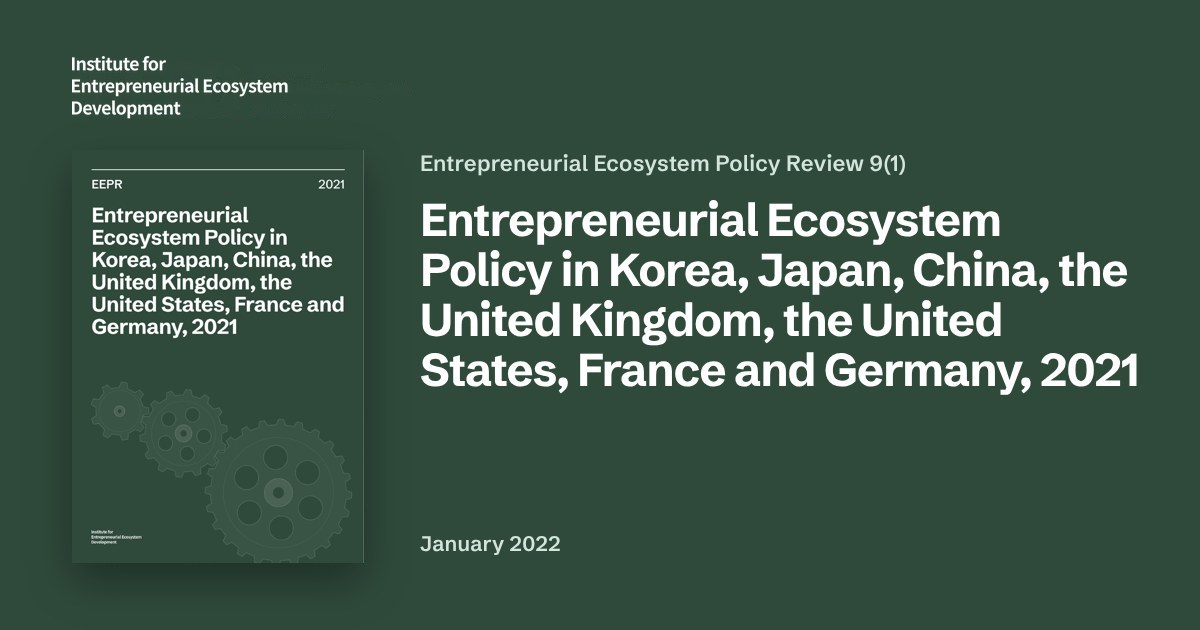 Institute for
Entrepreneurial Ecosystem
Development
EEPR 2021
Entrepreneurial
Ecosystem Policy in
Korea, Japan, China, the
United Kingdom, the
United States, France and
Germany, 2021
Institute for
Entrepreneurial Ecosystem
Development
Entrepreneurial Ecosystem Policy Review 9(1)
Entrepreneurial Ecosystem
Policy in Korea, Japan, China, the
United Kingdom, the United
States, France and Germany, 2021
January 2022